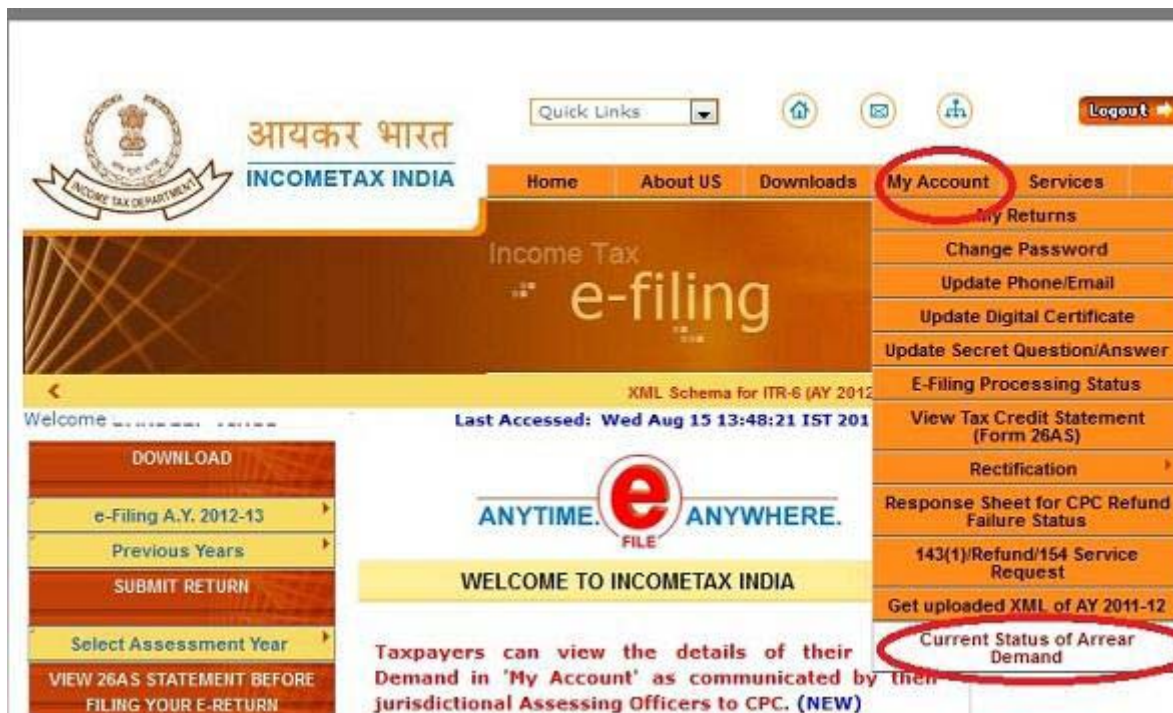 Quick Links
Logout
आयकर भारत
INCOMETAX INDIA
INCOME TAX DEPARTMENT
Home About US Downloads My Account Services
My Returns
Change Password
Update Phone/Email
Update Digital Certificate
Update Secret Question/Answer
E-Filing Processing Status
View Tax Credit Statement
(Form 26AS)
Rectification
Response Sheet for CPC Refund
Failure Status
143(1)/Refund/154 Service
Request
Get uploaded XML of AY 2011-12
Current Status of Arrear
Demand
Income Tax
e-filing
XML Schema for ITR-6 (AY 2012
Welcome
Last Accessed: Wed Aug 15 13:48:21 IST 201
DOWNLOAD
e-Filing A.Y. 2012-13
Previous Years
SUBMIT RETURN
Select Assessment Year
VIEW 26AS STATEMENT BEFORE
FILING YOUR E-RETURN
ANYTIME. e ANYWHERE.
FILE
WELCOME TO INCOMETAX INDIA
Taxpayers can view the details of their
Demand in 'My Account' as communicated by their
jurisdictional Assessing Officers to CPC. (NEW)